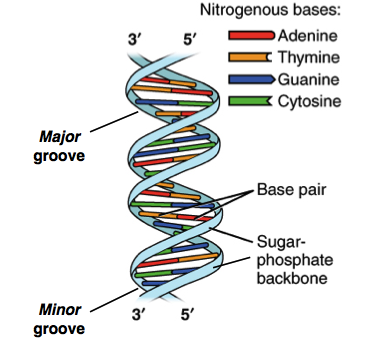 Nitrogenous bases:
3′ 5′
Adenine
Thymine
Guanine
Cytosine
Major
groove
Base pair
Sugar-
phosphate
backbone
Minor
groove
3′ 5′